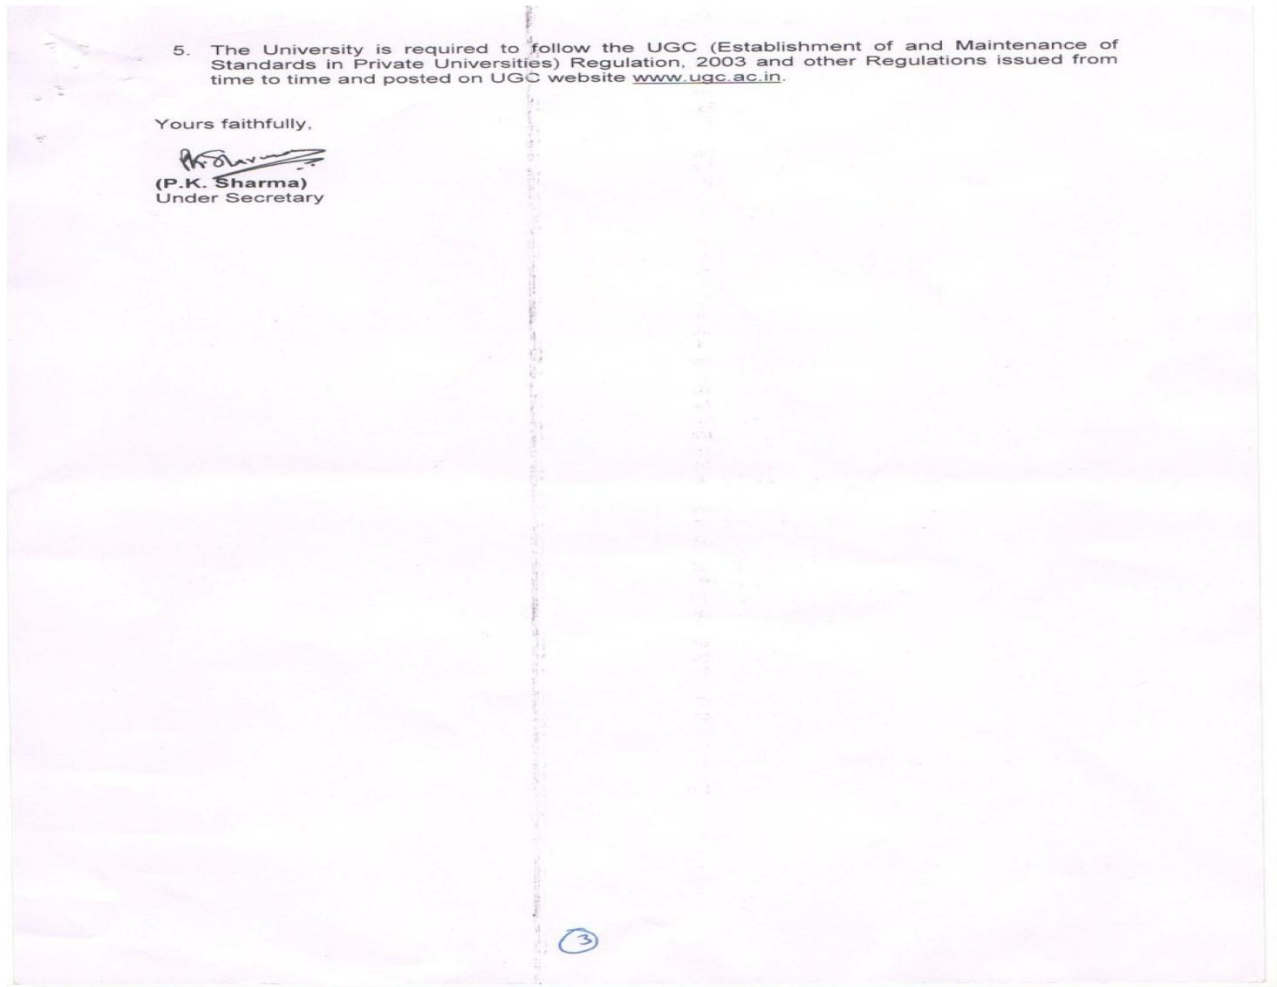 5. The University is required to follow the UGC (Establishment of and Maintenance of
Standards in Private Universities) Regulation, 2003 and other Regulations issued from
time to time and posted on UGC website www.ugc.ac.in.
Yours faithfully,
P.K. Sharma
(P.K. Sharma)
Under Secretary
3